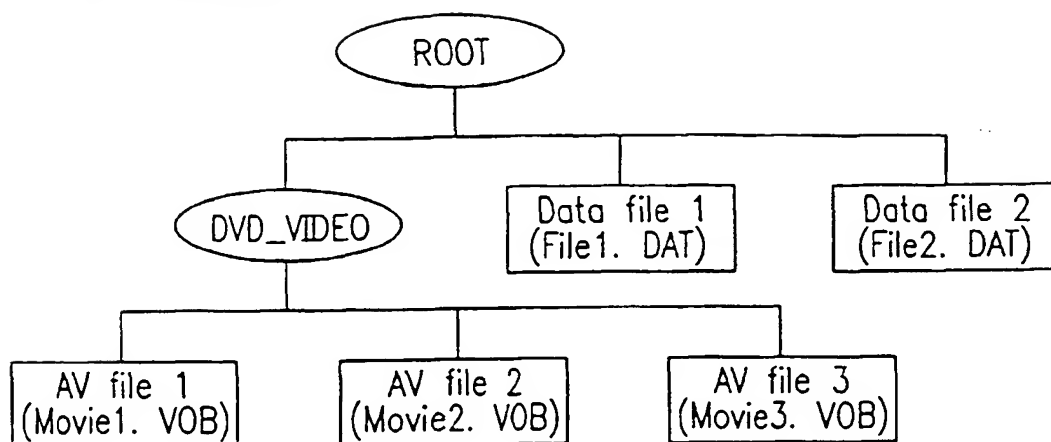 ROOT
DVD_VIDEO
Data file 1
(File1. DAT)
Data file 2
(File2. DAT)
AV file 1
(Movie1. VOB)
AV file 2
(Movie2. VOB)
AV file 3
(Movie3. VOB)